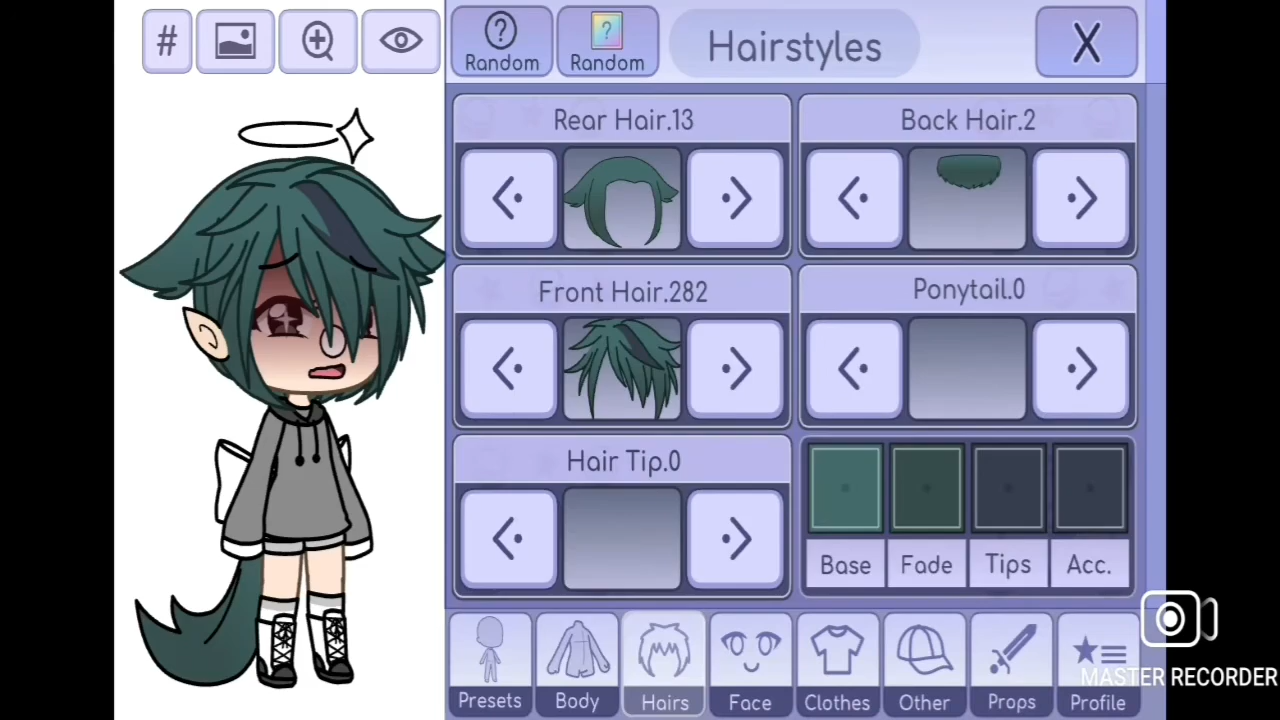 #
?
Random
?
Random
Hairstyles
X
Rear Hair.13
Back Hair.2
Front Hair.282
Ponytail.0
Hair Tip.0
Base
Fade
Tips
Acc.
Presets
Body
Hairs
Face
Clothes
Other
Props
Profile
MASTER RECORDER